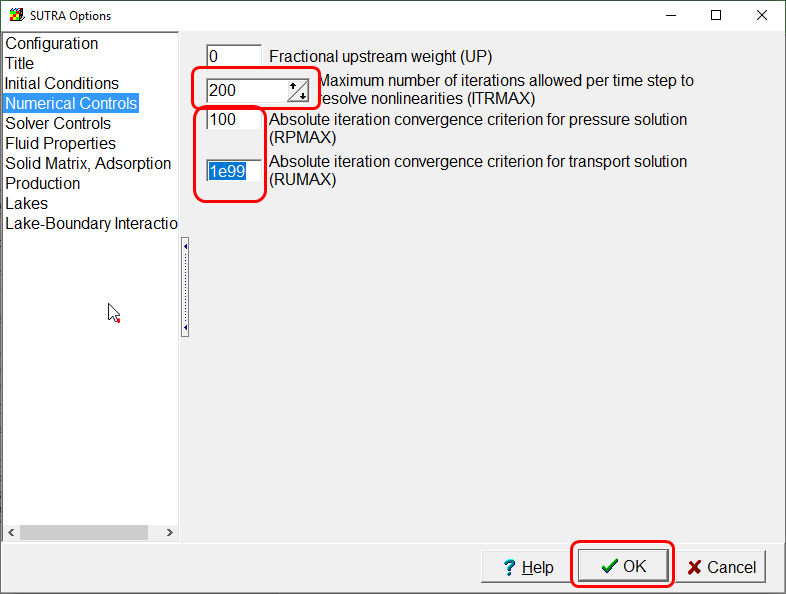 SUTRA Options
Configuration
Title
Initial Conditions
Numerical Controls
Solver Controls
Fluid Properties
Solid Matrix, Adsorption
Production
Lakes
Lake-Boundary Interactio
0 Fractional upstream weight (UP)
200 Maximum number of iterations allowed per time step to
resolve nonlinearities (ITRMAX)
100 Absolute iteration convergence criterion for pressure solution
(RPMAX)
1e99 Absolute iteration convergence criterion for transport solution
(RUMAX)
? Help OK Cancel